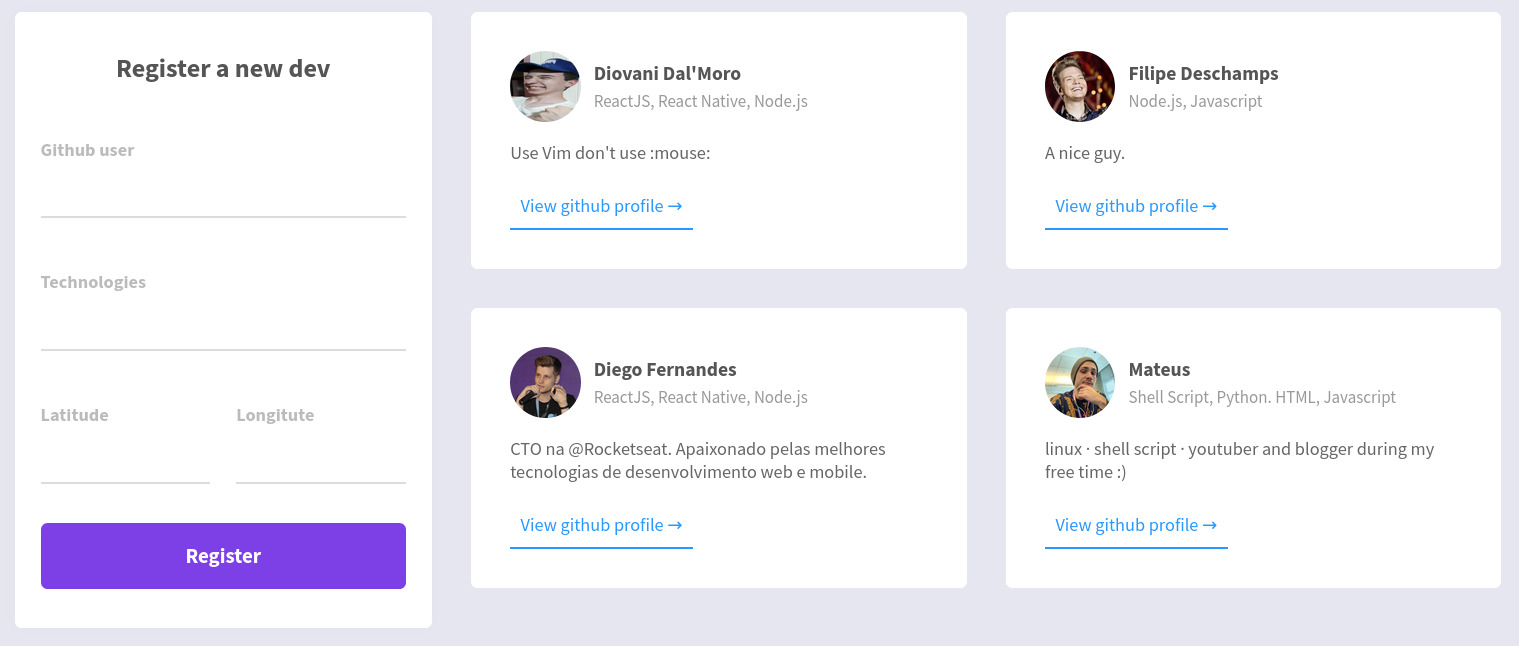 Register a new dev
Github user
Technologies
Latitude
Longitute
Register
Diovani Dal'Moro
ReactJS, React Native, Node.js
Use Vim don't use :mouse:
View github profile →
Filipe Deschamps
Node.js, Javascript
A nice guy.
View github profile →
Diego Fernandes
ReactJS, React Native, Node.js
CTO na @Rocketseat. Apaixonado pelas melhores
tecnologias de desenvolvimento web e mobile.
View github profile →
Mateus
Shell Script, Python. HTML, Javascript
linux · shell script · youtuber and blogger during my
free time :)
View github profile →